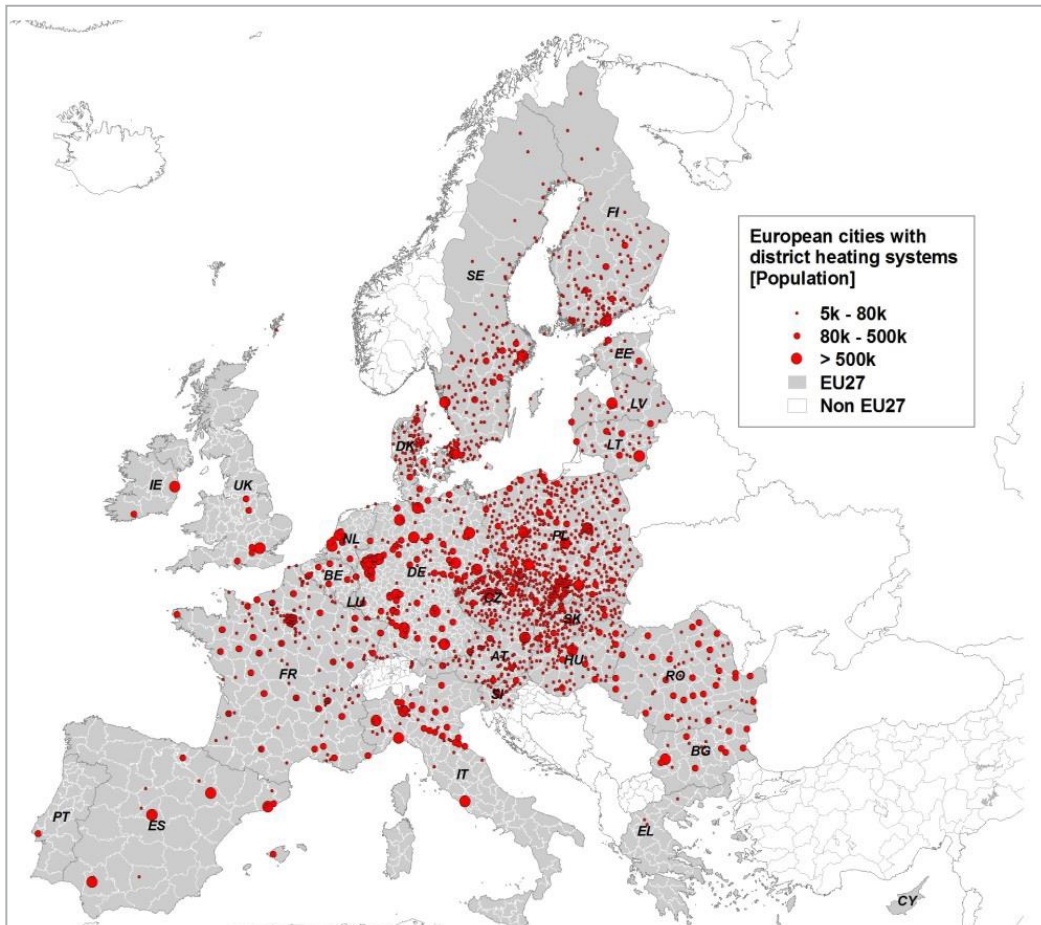 FI
SE
European cities with
district heating systems
[Population]
5k - 80k
80k - 500k
> 500k
EU27
Non EU27
EE
LV
DK
LT
IE
UK
NL
PL
BE
DE
CZ
LU
SK
AT
HU
FR
SI
RO
BG
IT
PT
ES
EL
CY